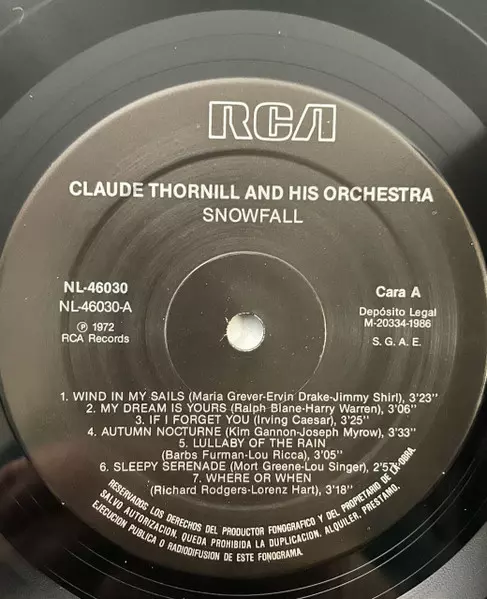 RCA
CLAUDE THORNILL AND HIS ORCHESTRA
SNOWFALL
NL-46030
NL-46030-A
Ⓟ 1972
RCA Records
Cara A
Depósito Legal
M-20334-1986
S. G. A. E.
1. WIND IN MY SAILS (Maria Grever-Ervin Drake-Jimmy Shirl), 3'23''
2. MY DREAM IS YOURS (Ralph Blane-Harry Warren), 3'06''
3. IF I FORGET YOU (Irving Caesar), 3'25''
4. AUTUMN NOCTURNE (Kim Gannon-Joseph Myrow), 3'33''
5. LULLABY OF THE RAIN
(Barbs Furman-Lou Ricca), 3'05''
6. SLEEPY SERENADE (Mort Greene-Lou Singer), 2'57''
7. WHERE OR WHEN
(Richard Rodgers-Lorenz Hart), 3'18''
RESERVADOS LOS DERECHOS DEL PRODUCTOR FONOGRAFICO Y DEL PROPIETARIO DE LA OBRA.
SALVO AUTORIZACION. QUEDA PROHIBIDA LA DUPLICACION. ALQUILER, PRESTAMO.
EJECUCION PUBLICA O RADIODIFUSION DE ESTE FONOGRAMA.